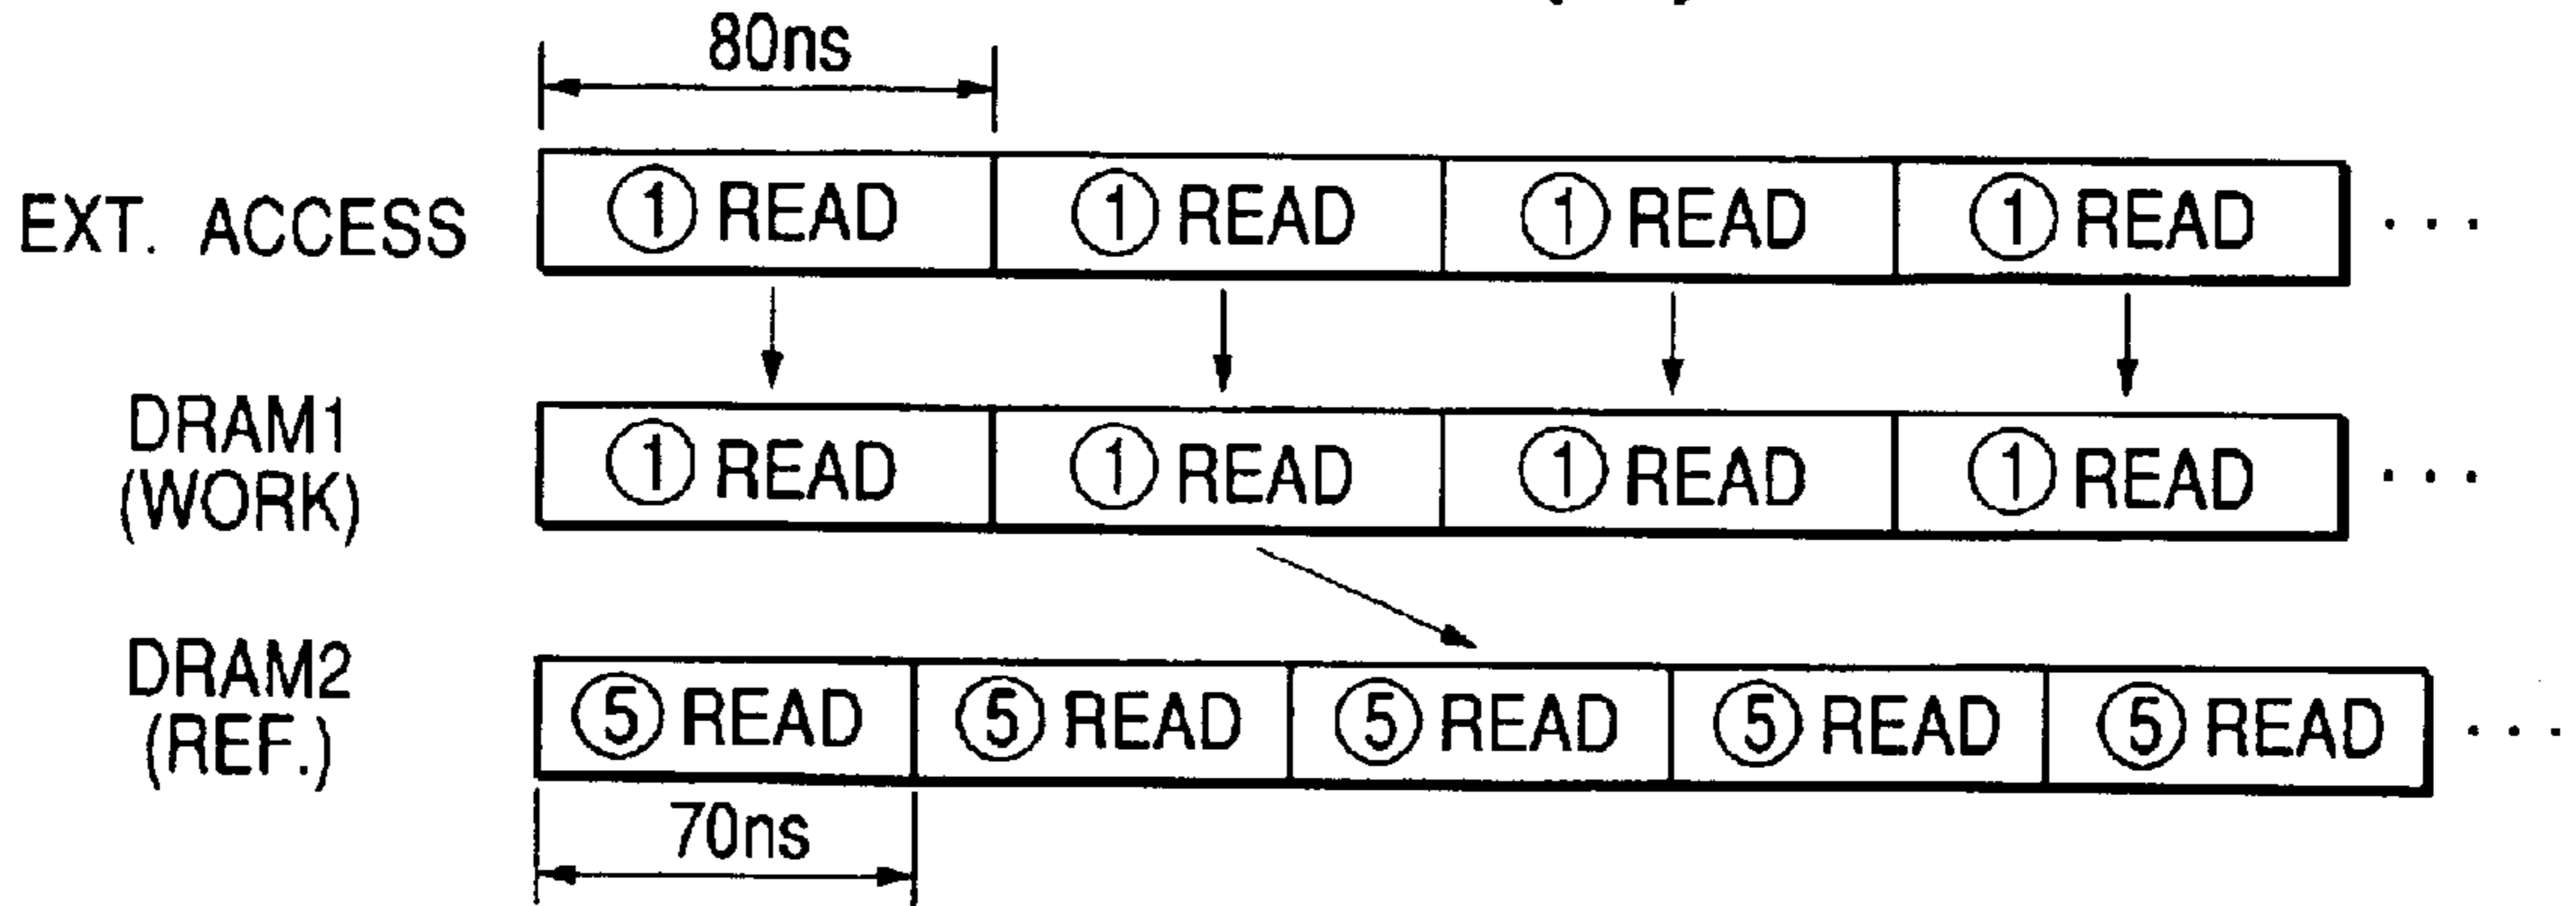 80ns
EXT. ACCESS ① READ ① READ ① READ ① READ ...
DRAM1
(WORK)
① READ ① READ ① READ ① READ ...
DRAM2
(REF.)
⑤ READ ⑤ READ ⑤ READ ⑤ READ ⑤ READ ...
70ns